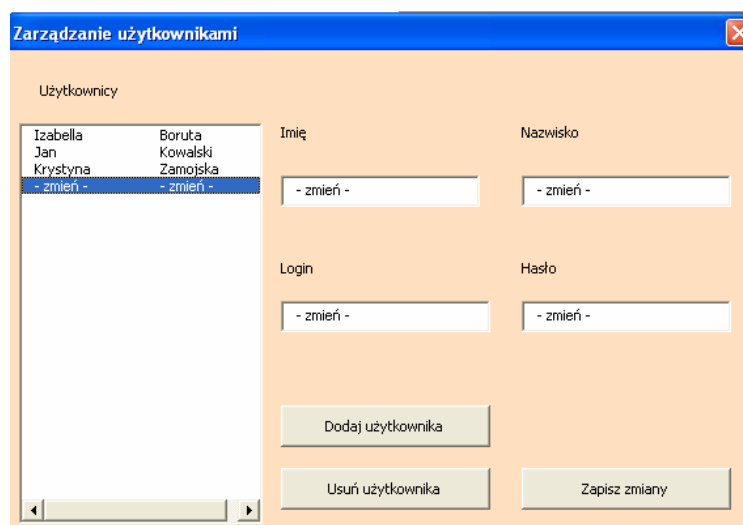 Zarządzanie użytkownikami
Użytkownicy
Izabella Boruta
Jan Kowalski
Krystyna Zamojska
- zmień - - zmień -
Imię Nazwisko
- zmień - - zmień -
Login Hasło
- zmień - - zmień -
Dodaj użytkownika
Usuń użytkownika Zapisz zmiany